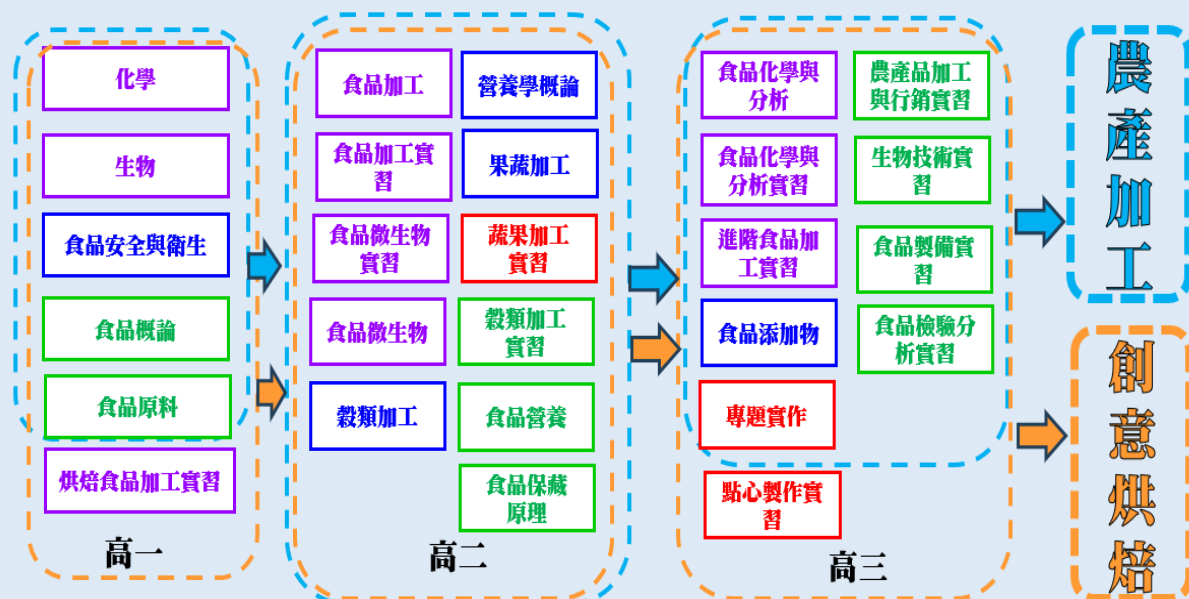 化學
生物
食品安全與衛生
食品概論
食品原料
烘焙食品加工實習
高一
食品加工
食品加工實
習
食品微生物
實習
食品微生物
穀類加工
營養學概論
果蔬加工
蔬果加工
實習
穀類加工
實習
食品營養
食品保藏
原理
高二
食品化學與
分析
食品化學與
分析實習
進階食品加
工實習
食品添加物
專題實作
點心製作實
習
農產品加工
與行銷實習
生物技術實
習
食品製備實
習
食品檢驗分
析實習
高三
農產加工
創意烘焙